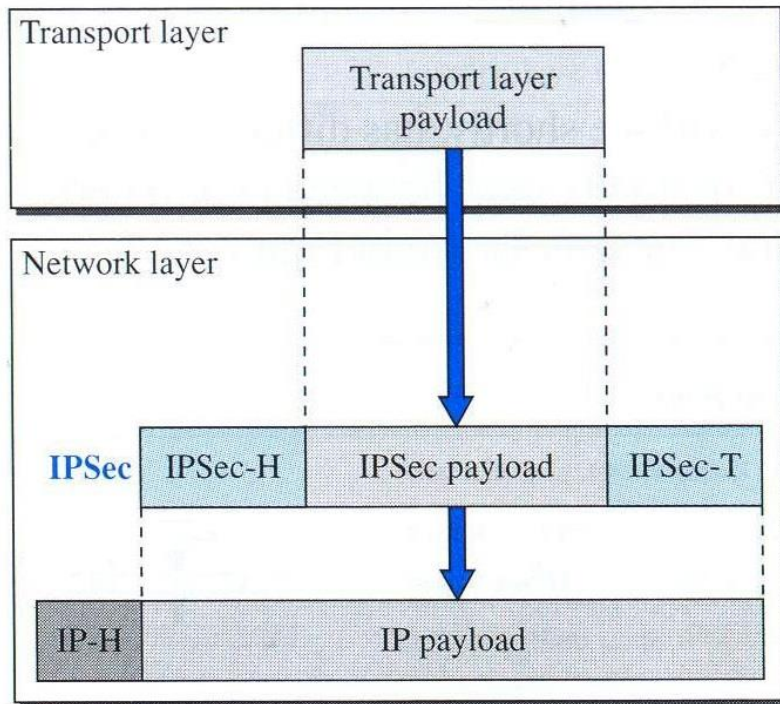 Transport layer
Transport layer
payload
Network layer
IPSec
IPSec-H
IPSec payload
IPSec-T
IP-H
IP payload